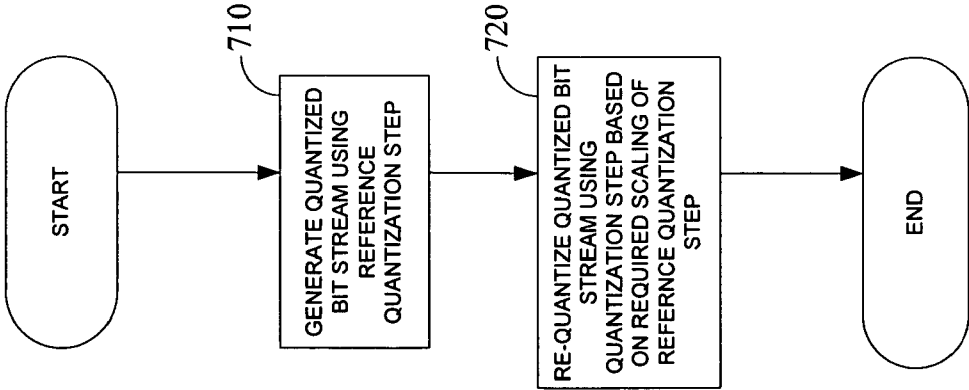 START
710
GENERATE QUANTIZED
BIT STREAM USING
REFERENCE
QUANTIZATION STEP
720
RE-QUANTIZE QUANTIZED BIT
STREAM USING
QUANTIZATION STEP BASED
ON REQUIRED SCALING OF
REFERNCE QUANTIZATION
STEP
END